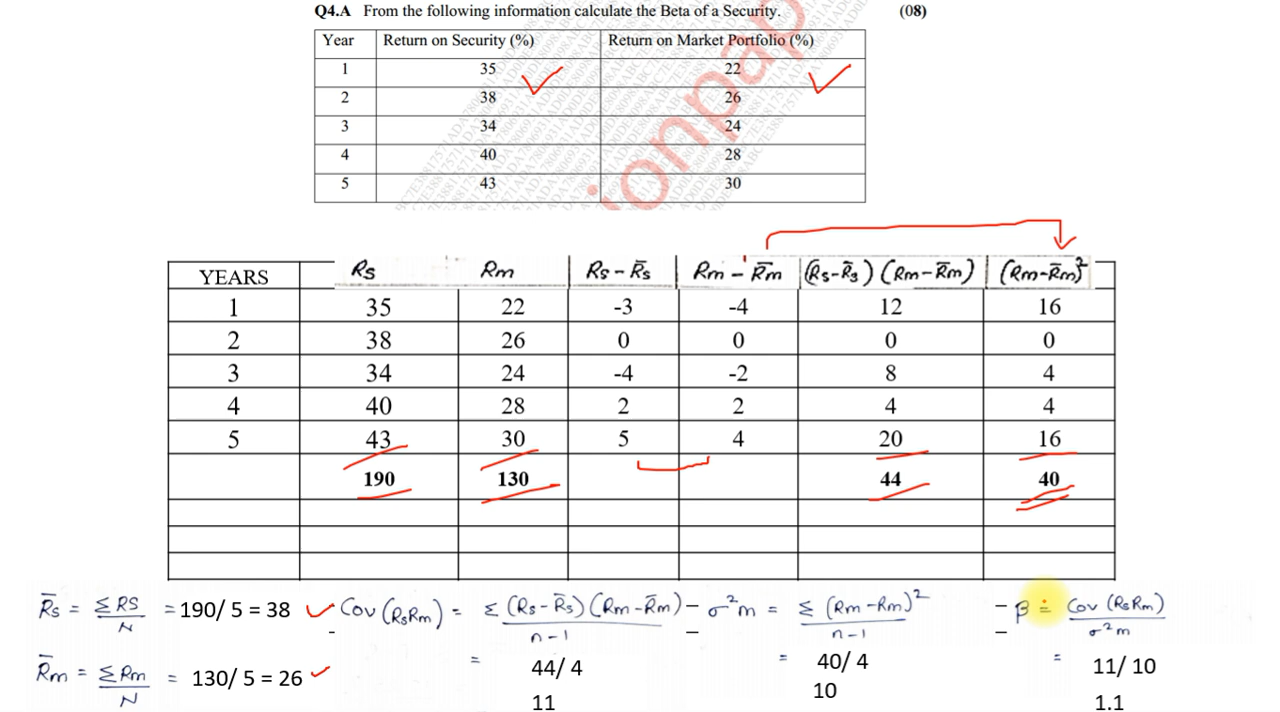 Q4.A From the following information calculate the Beta of a Security. (08)
Year Return on Security (%) Return on Market Portfolio (%)
1 35 22
2 38 26
3 34 24
4 40 28
5 43 30
YEARS Rs Rm Rs - R̄s Rm - R̄m (Rs-R̄s) (Rm-R̄m) (Rm-R̄m)²
1 35 22 -3 -4 12 16
2 38 26 0 0 0 0
3 34 24 -4 -2 8 4
4 40 28 2 2 4 4
5 43 30 5 4 20 16
190 130 44 40
R̄s = ΣRS/N = 190/ 5 = 38
R̄m = ΣRm/N = 130/ 5 = 26
Cov (RsRm) = Σ (Rs-R̄s) (Rm-R̄m) / n-1
= 44/ 4
11
σ²m = Σ (Rm-Rm)² / n-1
= 40/ 4
10
β = Cov (RsRm) / σ²m
= 11/ 10
1.1